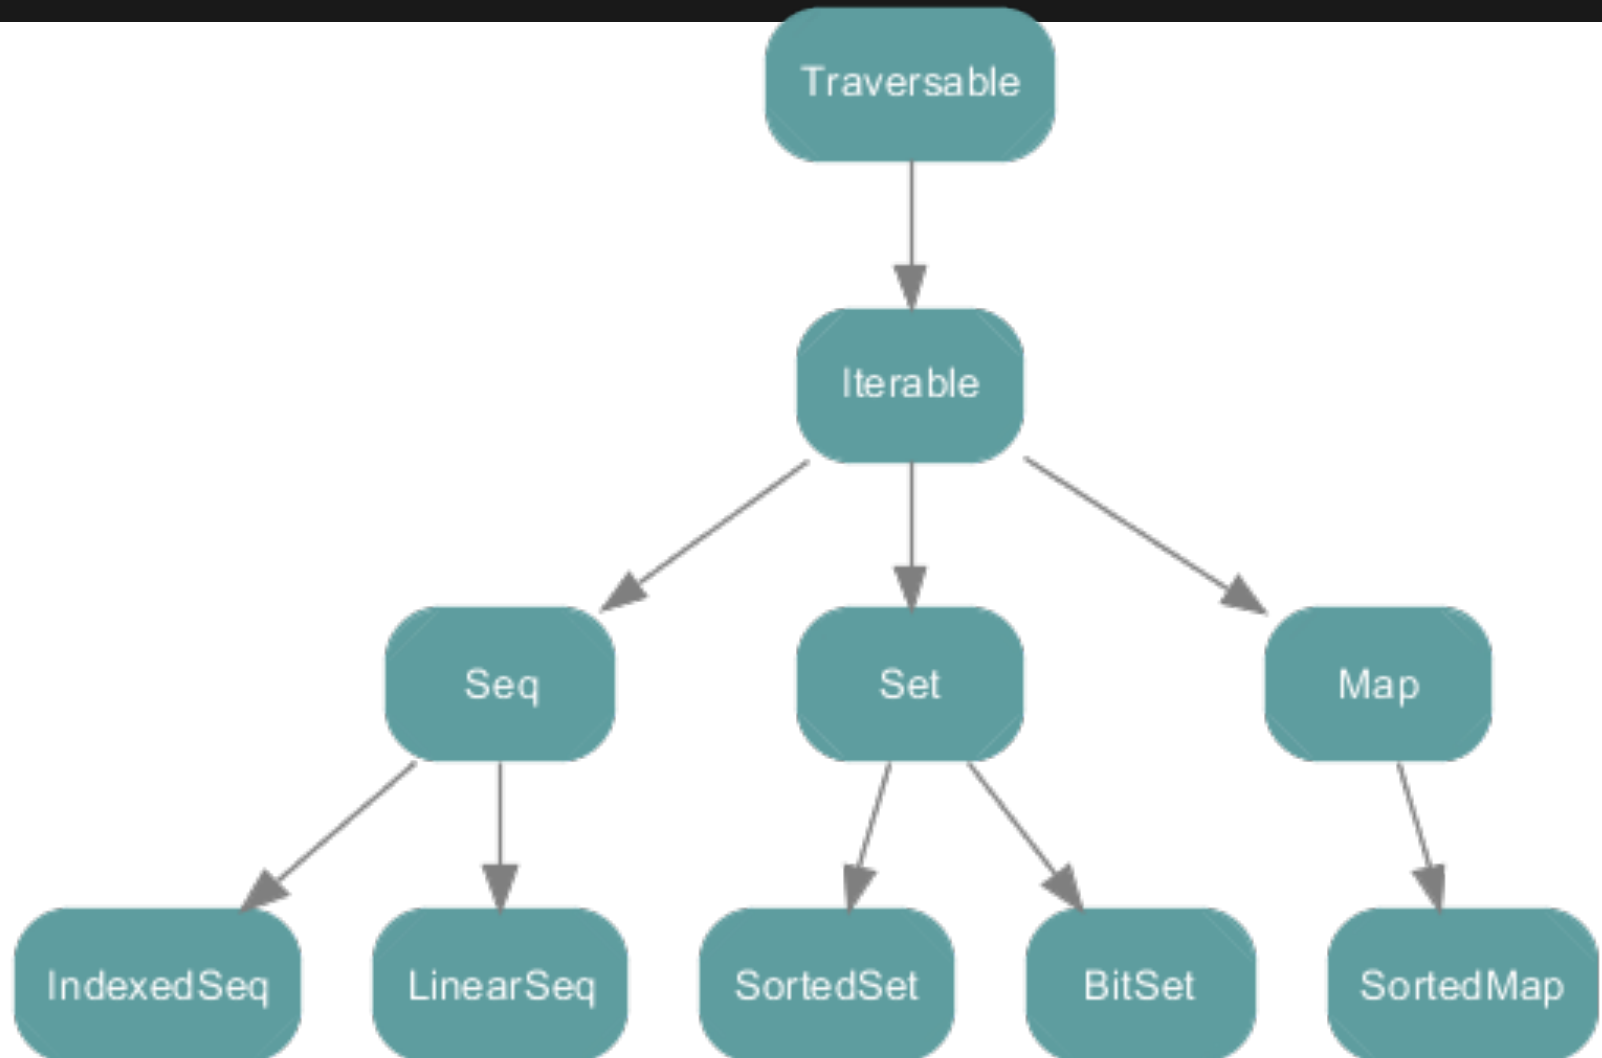 Traversable
Iterable
Seq
Set
Map
IndexedSeq
LinearSeq
SortedSet
BitSet
SortedMap